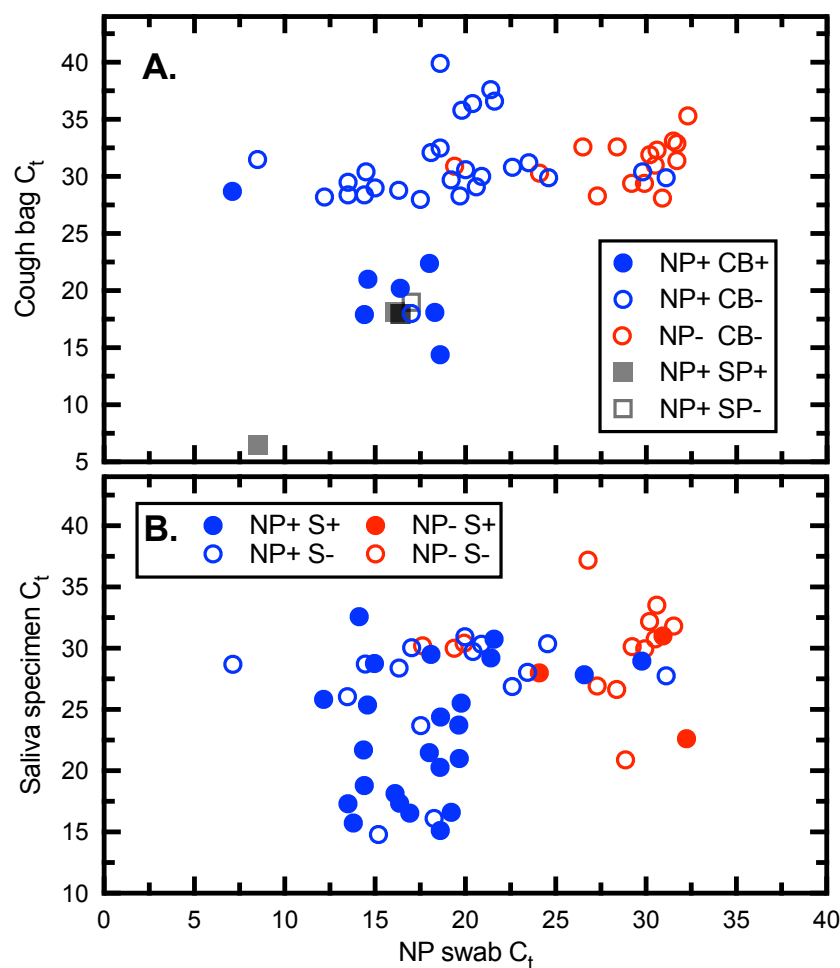 A.
Cough bag Ct
40
35
30
25
20
15
10
5
NP+ CB+
NP+ CB-
NP- CB-
NP+ SP+
NP+ SP-
B.
NP+ S+
NP- S+
NP+ S-
NP- S-
Saliva specimen Ct
40
35
30
25
20
15
10
0
5
10
15
20
25
30
35
40
NP swab Ct